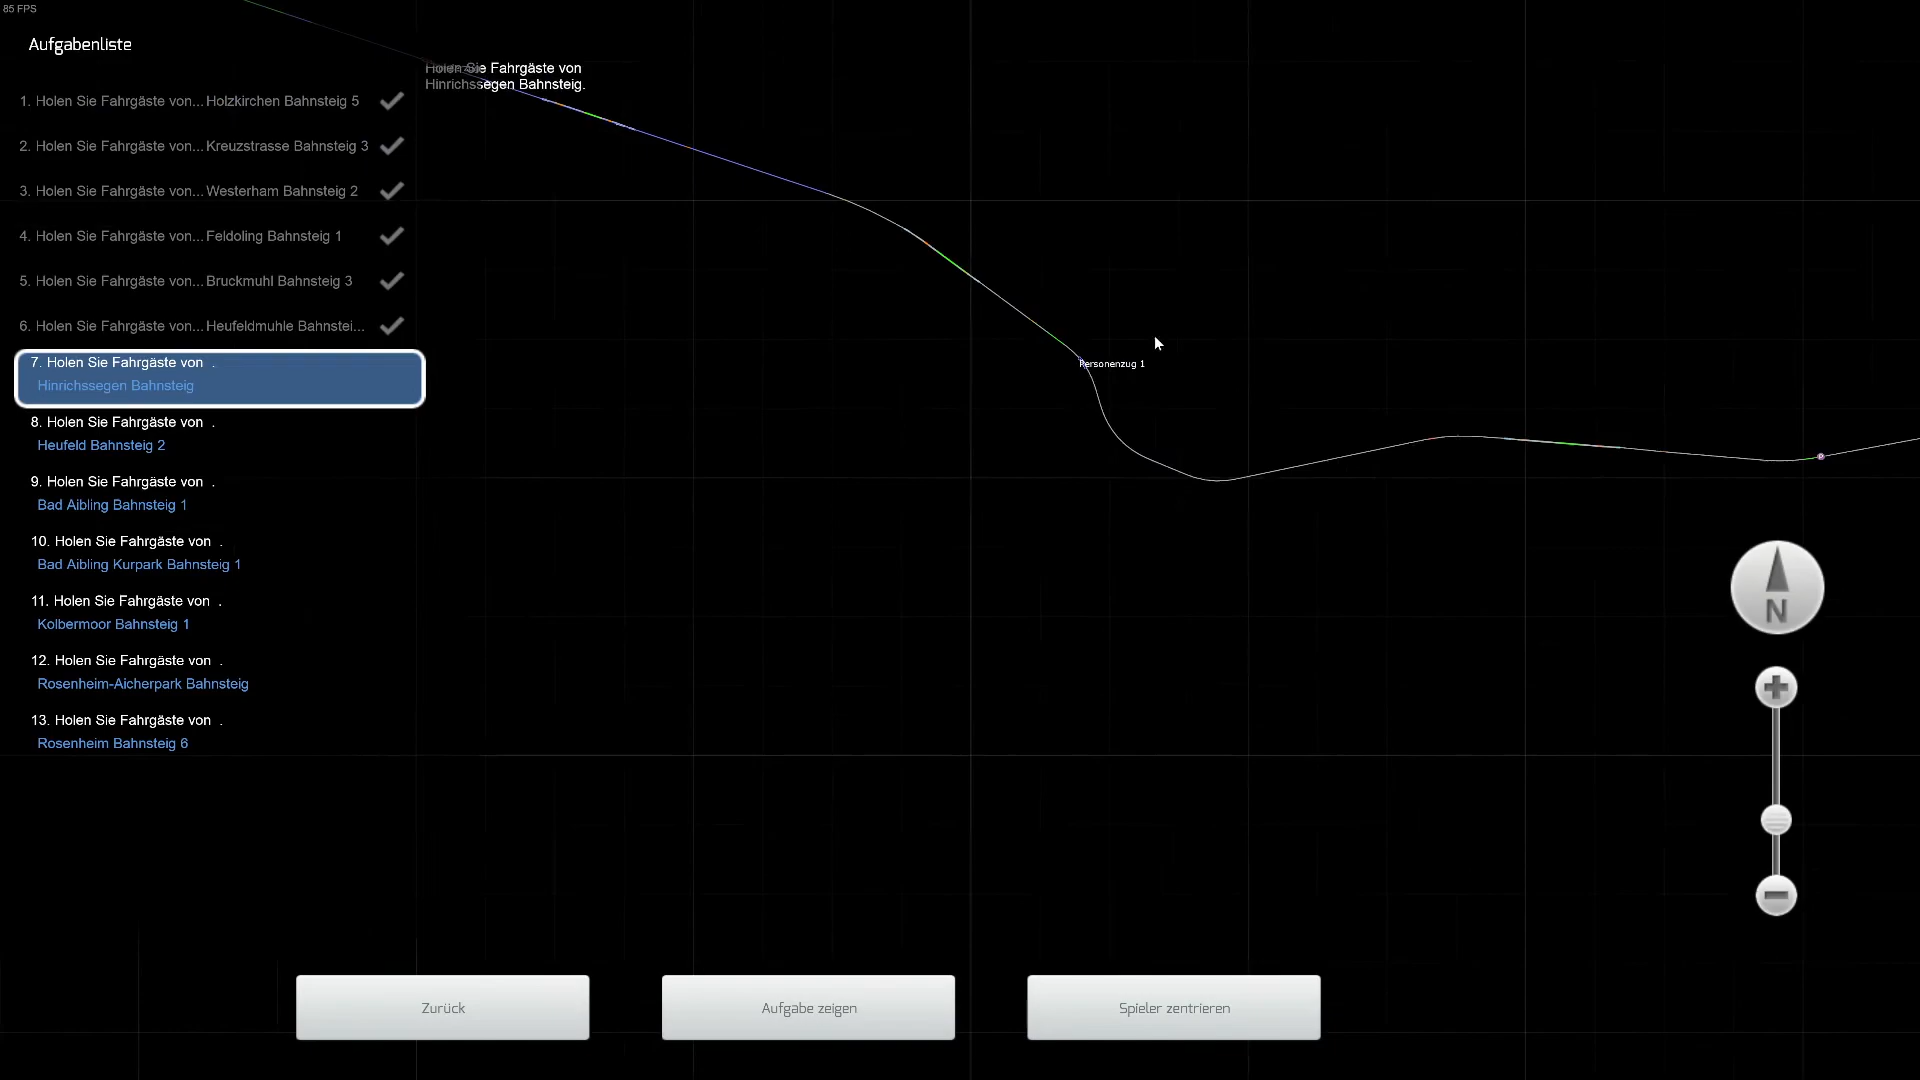 85 FPS
Aufgabenliste
Holen Sie Fahrgäste von
Hinrichssegen Bahnsteig.
1. Holen Sie Fahrgäste von... Holzkirchen Bahnsteig 5
2. Holen Sie Fahrgäste von... Kreuzstrasse Bahnsteig 3
3. Holen Sie Fahrgäste von... Westerham Bahnsteig 2
4. Holen Sie Fahrgäste von... Feldoling Bahnsteig 1
5. Holen Sie Fahrgäste von... Bruckmuhl Bahnsteig 3
6. Holen Sie Fahrgäste von... Heufeldmuhle Bahnstei...
7. Holen Sie Fahrgäste von .
Hinrichssegen Bahnsteig
Personenzug 1
8. Holen Sie Fahrgäste von .
Heufeld Bahnsteig 2
9. Holen Sie Fahrgäste von .
Bad Aibling Bahnsteig 1
10. Holen Sie Fahrgäste von .
Bad Aibling Kurpark Bahnsteig 1
11. Holen Sie Fahrgäste von .
Kolbermoor Bahnsteig 1
12. Holen Sie Fahrgäste von .
Rosenheim-Aicherpark Bahnsteig
13. Holen Sie Fahrgäste von .
Rosenheim Bahnsteig 6
N
Zurück
Aufgabe zeigen
Spieler zentrieren